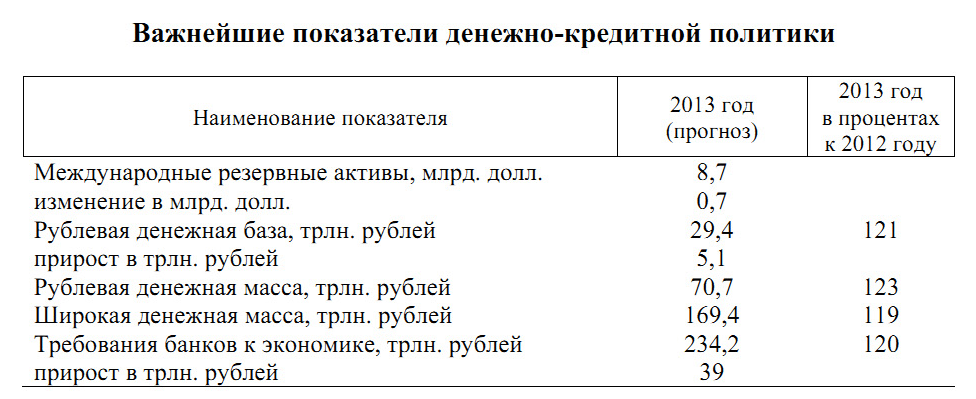 Важнейшие показатели денежно-кредитной политики
Наименование показателя
2013 год
(прогноз)
2013 год
в процентах
к 2012 году
Международные резервные активы, млрд. долл. 8,7
изменение в млрд. долл. 0,7
Рублевая денежная база, трлн. рублей 29,4 121
прирост в трлн. рублей 5,1
Рублевая денежная масса, трлн. рублей 70,7 123
Широкая денежная масса, трлн. рублей 169,4 119
Требования банков к экономике, трлн. рублей 234,2 120
прирост в трлн. рублей 39